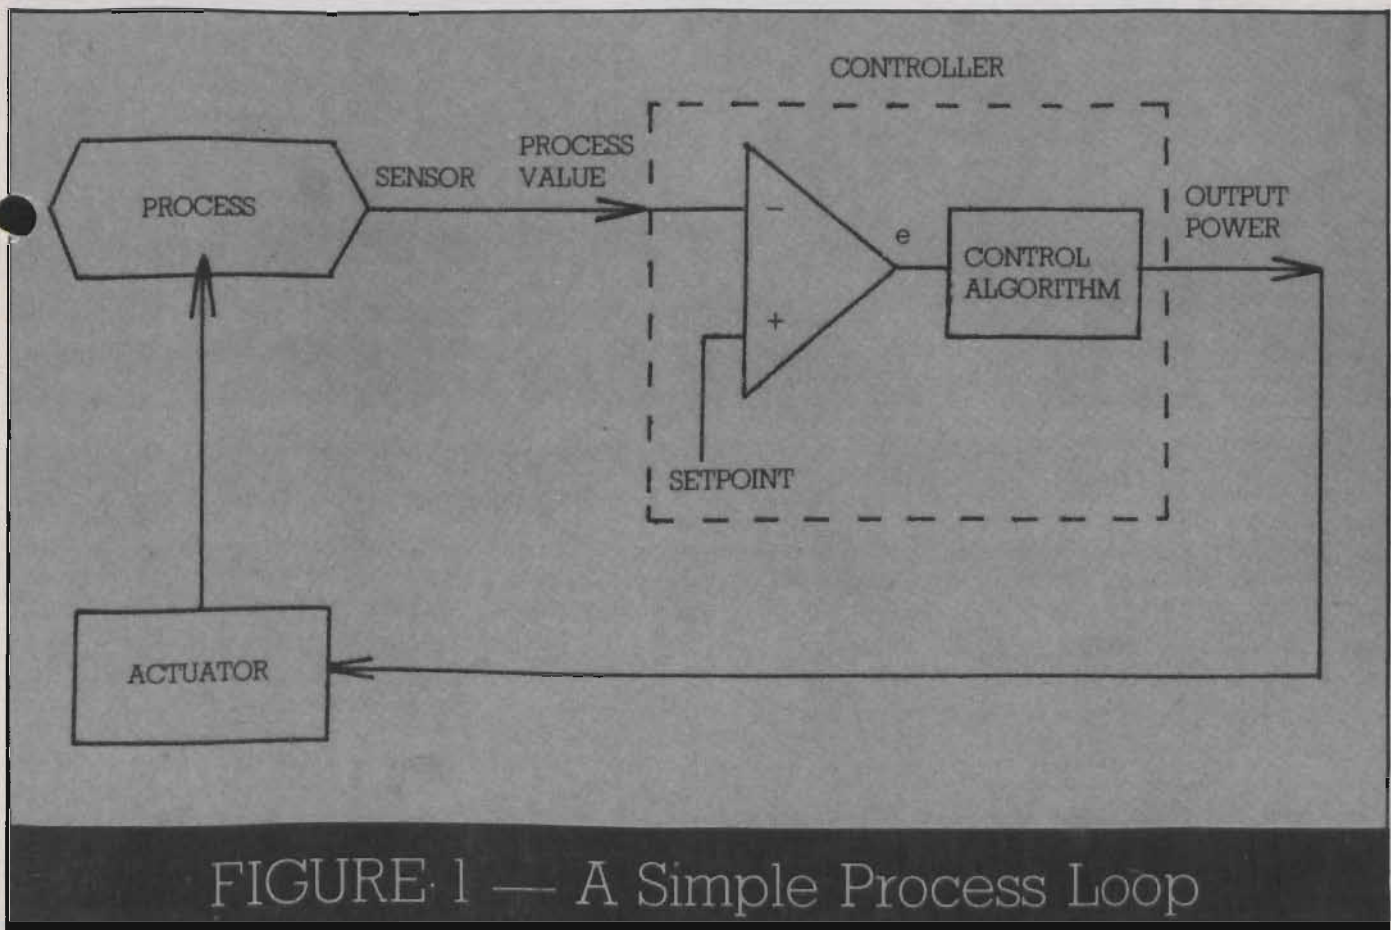 CONTROLLER
PROCESS
SENSOR
PROCESS
VALUE
−
+
e
CONTROL
ALGORITHM
OUTPUT
POWER
SETPOINT
ACTUATOR
FIGURE 1 — A Simple Process Loop